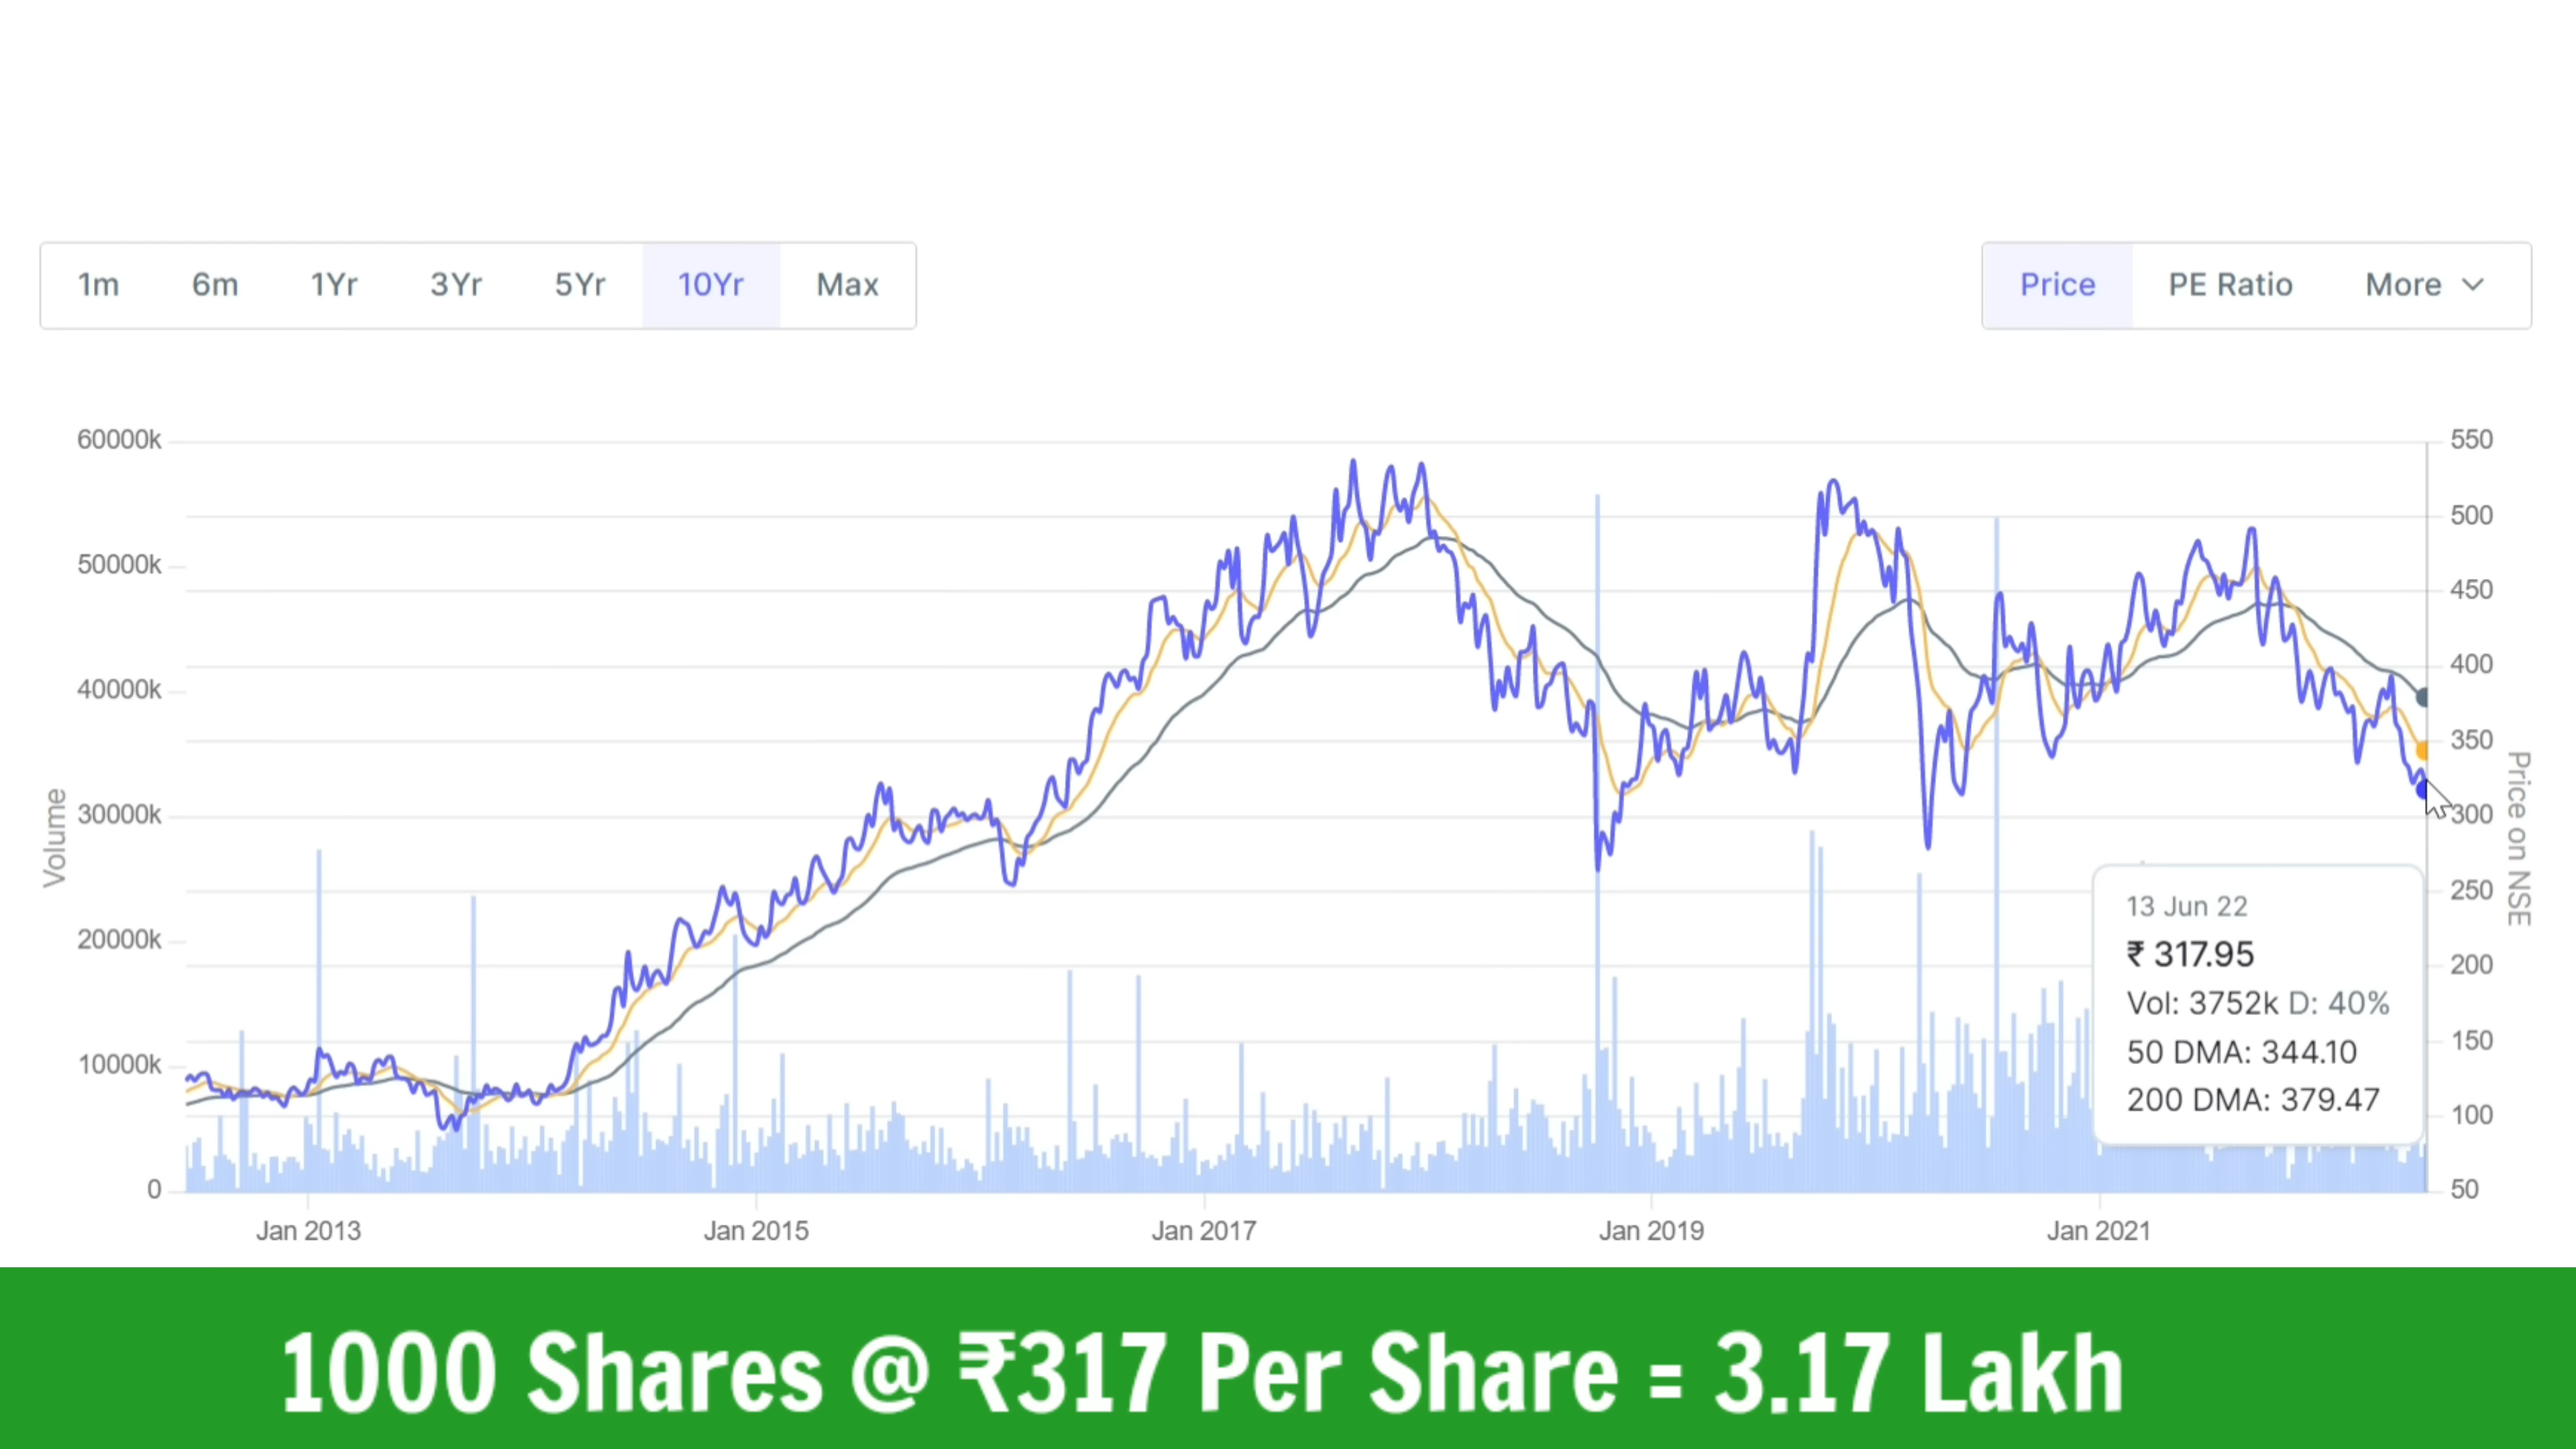 1m 6m 1Yr 3Yr 5Yr 10Yr Max
Price PE Ratio More
60000k
50000k
40000k
30000k
20000k
10000k
0
Volume
550
500
450
400
350
300
250
200
150
100
50
Price on NSE
13 Jun 22
₹ 317.95
Vol: 3752k D: 40%
50 DMA: 344.10
200 DMA: 379.47
Jan 2013 Jan 2015 Jan 2017 Jan 2019 Jan 2021
1000 Shares @ ₹317 Per Share = 3.17 Lakh